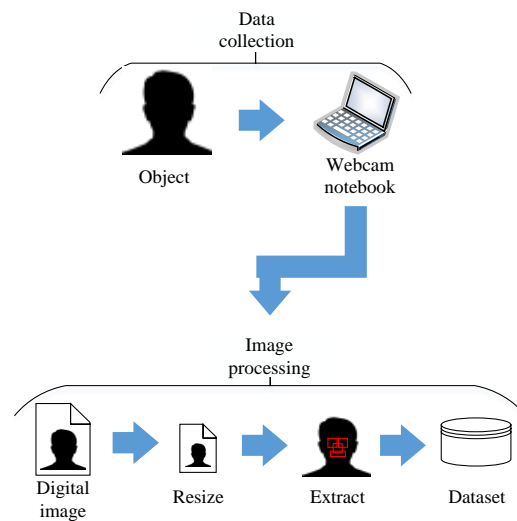 Data
collection
Object
Webcam
notebook
Image
processing
Digital
image
Resize
Extract
Dataset